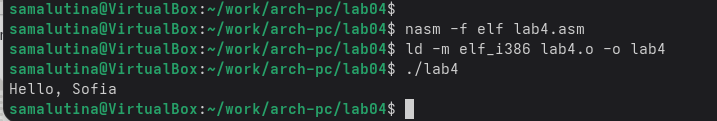 samalutina@VirtualBox:~/work/arch-pc/lab04$
samalutina@VirtualBox:~/work/arch-pc/lab04$ nasm -f elf lab4.asm
samalutina@VirtualBox:~/work/arch-pc/lab04$ ld -m elf_i386 lab4.o -o lab4
samalutina@VirtualBox:~/work/arch-pc/lab04$ ./lab4
Hello, Sofia
samalutina@VirtualBox:~/work/arch-pc/lab04$